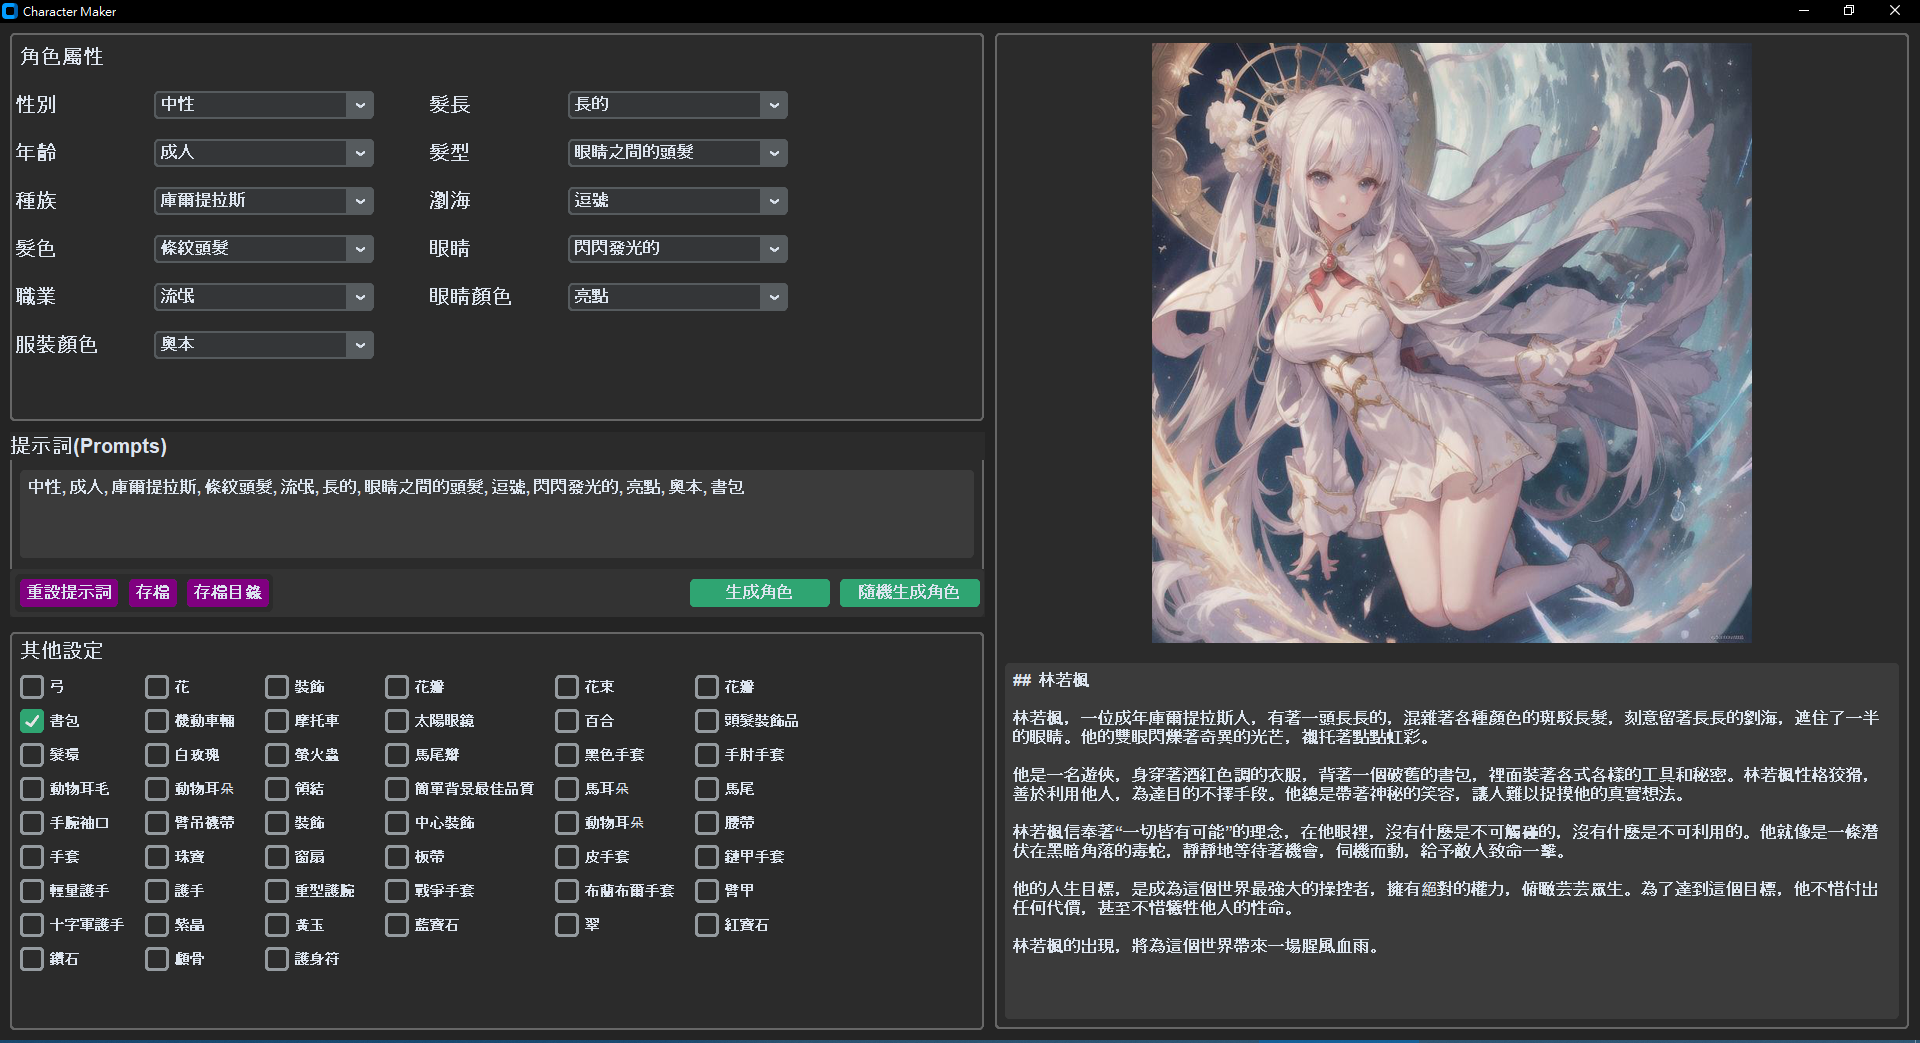 Character Maker
角色屬性
性別 中性 髮長 長的
年齡 成人 髮型 眼睛之間的頭髮
種族 庫爾提拉斯 瀏海 逗號
髮色 條紋頭髮 眼睛 閃閃發光的
職業 流氓 眼睛顏色 亮點
服裝顏色 奧本
提示詞(Prompts)
中性,成人,庫爾提拉斯,條紋頭髮,流氓,長的,眼睛之間的頭髮,逗號,閃閃發光的,亮點,奧本,書包
重設提示詞 存檔 存檔目錄 生成角色 隨機生成角色
其他設定
弓 花 裝飾 花瓣 花束 花瓣
書包 機動車輛 摩托車 太陽眼鏡 百合 頭髮裝飾品
髮環 白玫瑰 螢火蟲 馬尾辮 黑色手套 手肘手套
動物耳毛 動物耳朵 領結 簡單背景最佳品質 馬耳朵 馬尾
手腕袖口 臂吊襪帶 裝飾 中心裝飾 動物耳朵 腰帶
手套 珠寶 窗扇 板帶 皮手套 鏈甲手套
輕量護手 護手 重型護腕 戰爭手套 布蘭布爾手套 臂甲
十字軍護手 紫晶 黃玉 藍寶石 翠 紅寶石
鑽石 顱骨 護身符
## 林若楓
林若楓，一位成年庫爾提拉斯人，有著一頭長長的，混雜著各種顏色的斑駁長髮，刻意留著長長的劉海，遮住了一半
的眼睛。他的雙眼閃爍著奇異的光芒，襯托著點點虹彩。
他是一名遊俠，身穿著酒紅色調的衣服，背著一個破舊的書包，裡面裝著各式各樣的工具和秘密。林若楓性格狡猾，
善於利用他人，為達目的不擇手段。他總是帶著神秘的笑容，讓人難以捉摸他的真實想法。
林若楓信奉著“一切皆有可能”的理念，在他眼裡，沒有什麼是不可觸碰的，沒有什麼是不可利用的。他就像是一條潛
伏在黑暗角落的毒蛇，靜靜地等待著機會，伺機而動，給予敵人致命一擊。
他的人生目標，是成為這個世界最強大的操控者，擁有絕對的權力，俯瞰芸芸眾生。為了達到這個目標，他不惜付出
任何代價，甚至不惜犧牲他人的性命。
林若楓的出現，將為這個世界帶來一場腥風血雨。